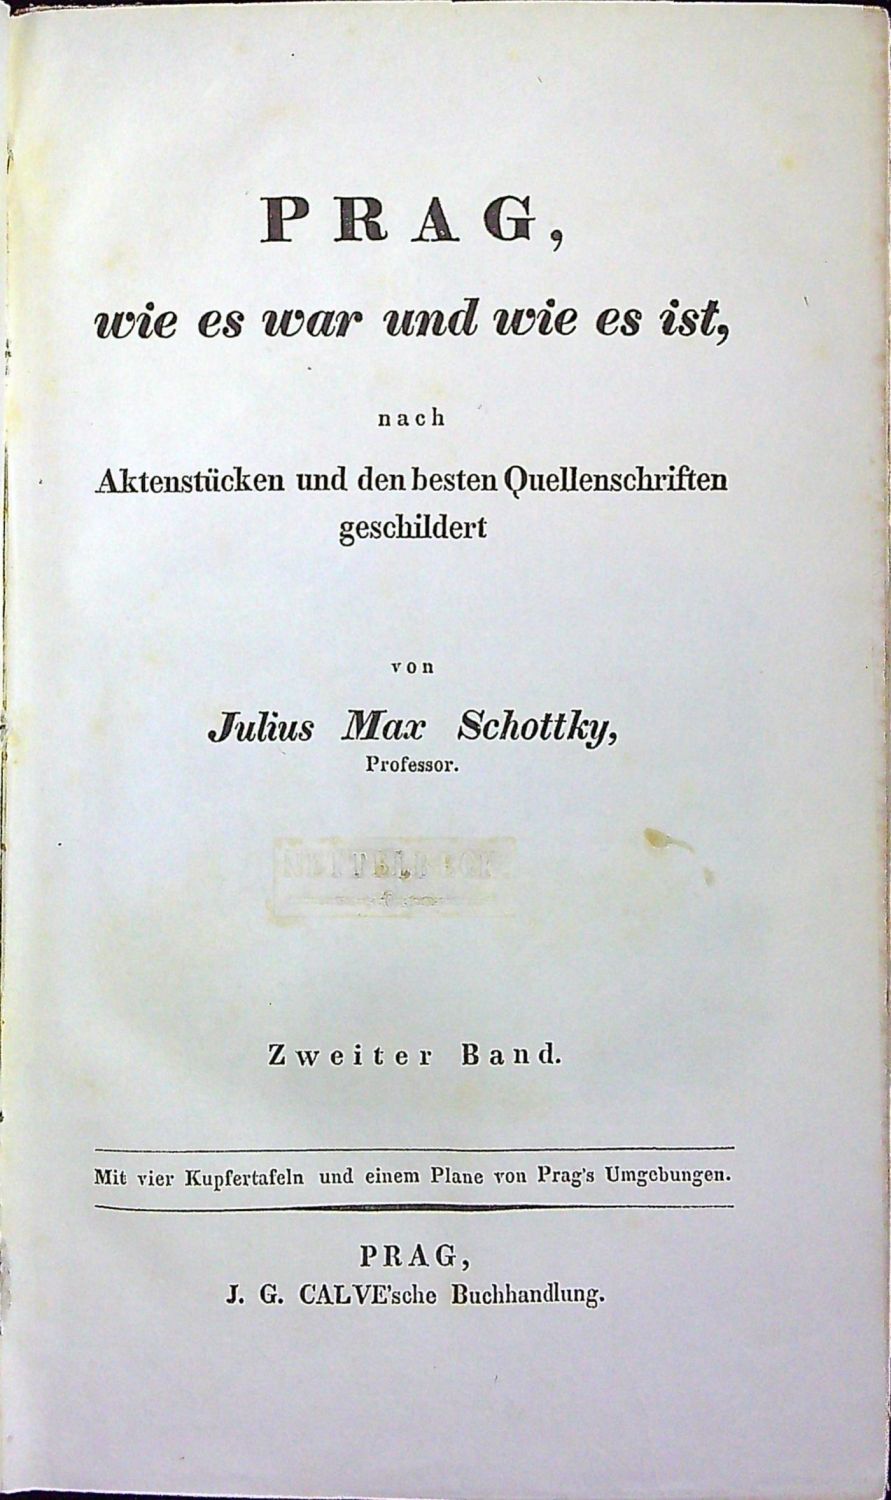 PRAG,
wie es war und wie es ist,
nach
Aktenstücken und den besten Quellenschriften
geschildert
von
Julius Max Schottky,
Professor.
Zweiter Band.
Mit vier Kupfertafeln und einem Plane von Prag's Umgebungen.
PRAG,
J. G. CALVE'sche Buchhandlung.